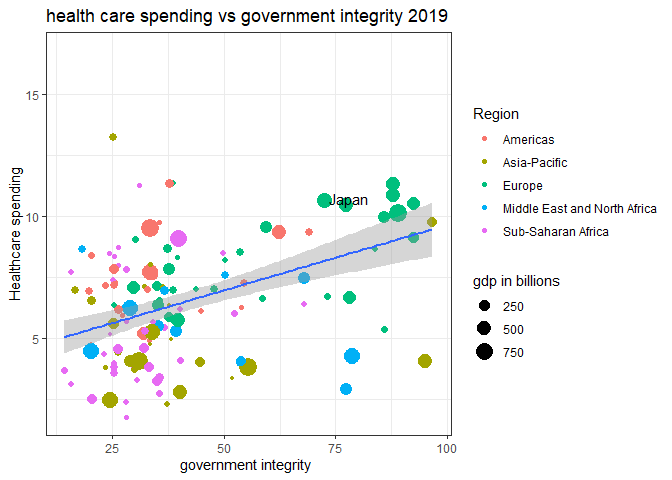 health care spending vs government integrity 2019
Healthcare spending
15
10
5
Japan
25
50
75
100
government integrity
Region
Americas
Asia-Pacific
Europe
Middle East and North Africa
Sub-Saharan Africa
gdp in billions
250
500
750